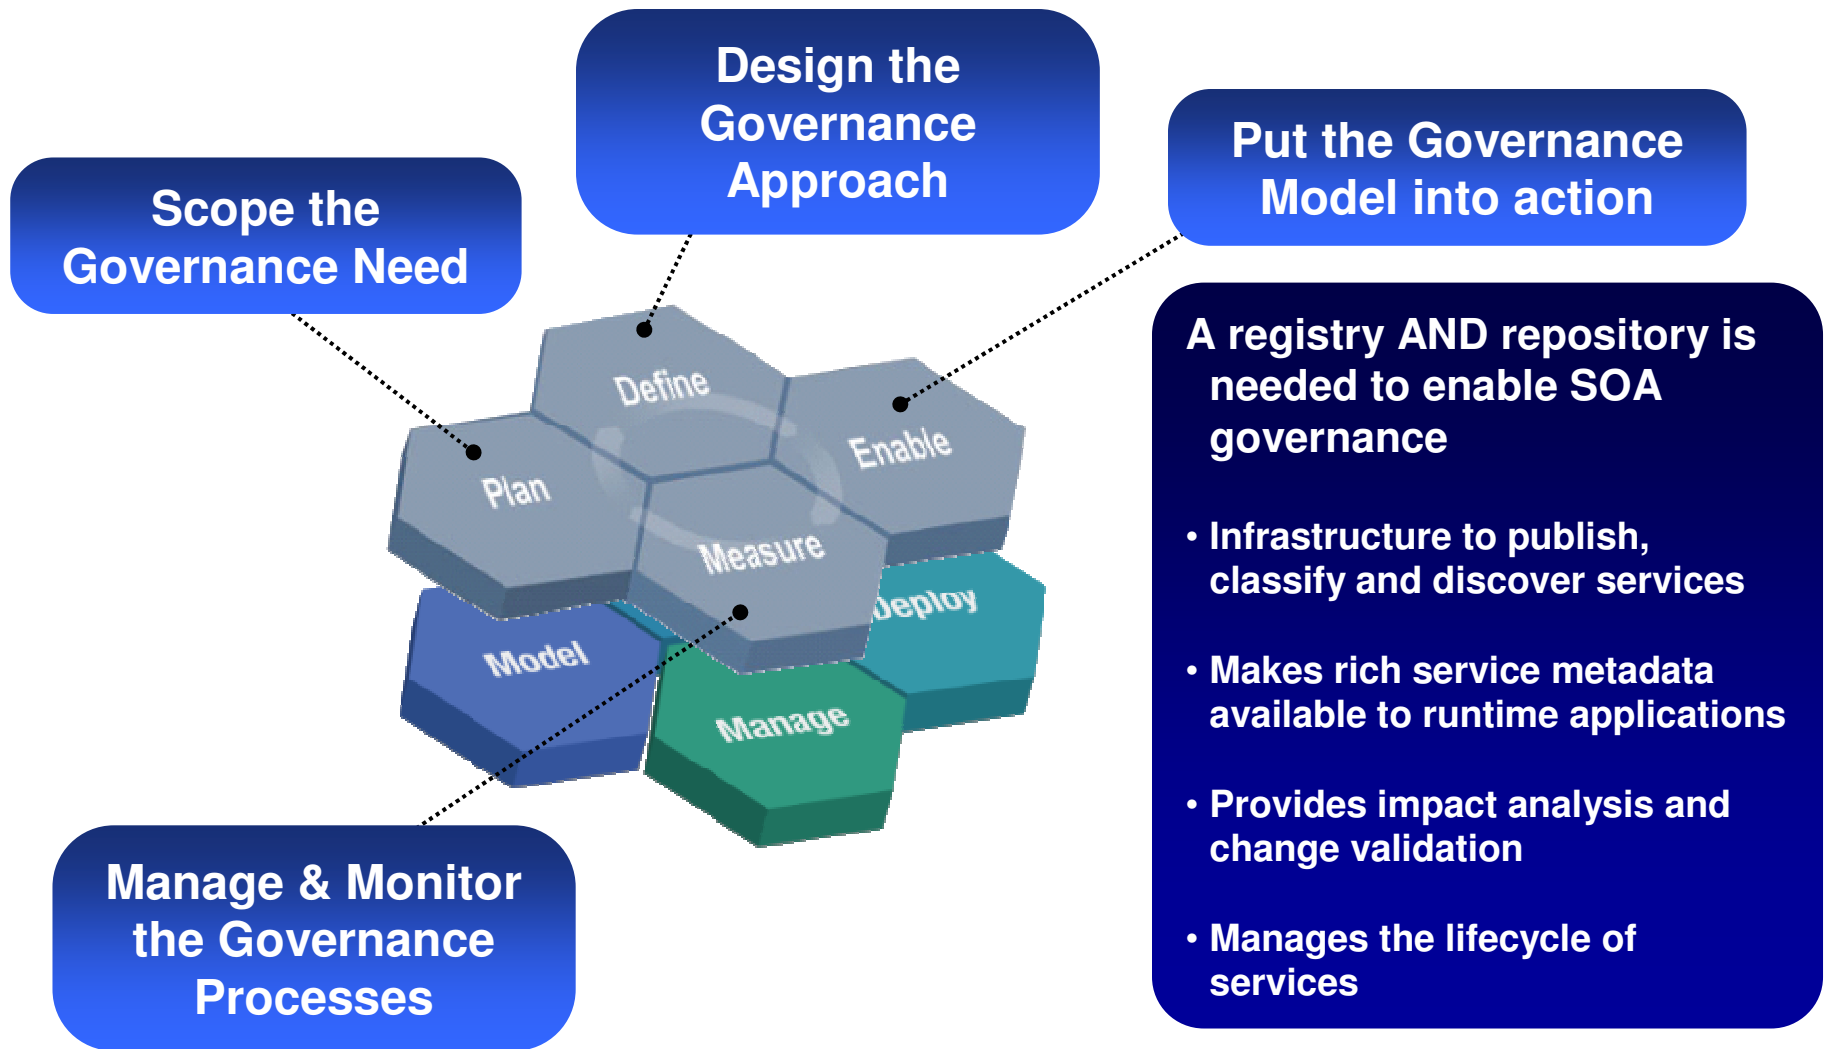 Design the
Governance
Approach
Put the Governance
Model into action
Scope the
Governance Need
A registry AND repository is
needed to enable SOA
governance
• Infrastructure to publish,
classify and discover services
• Makes rich service metadata
available to runtime applications
• Provides impact analysis and
change validation
• Manages the lifecycle of
services
Define
Enable
Plan
Measure
Deploy
Model
Manage
Manage & Monitor
the Governance
Processes